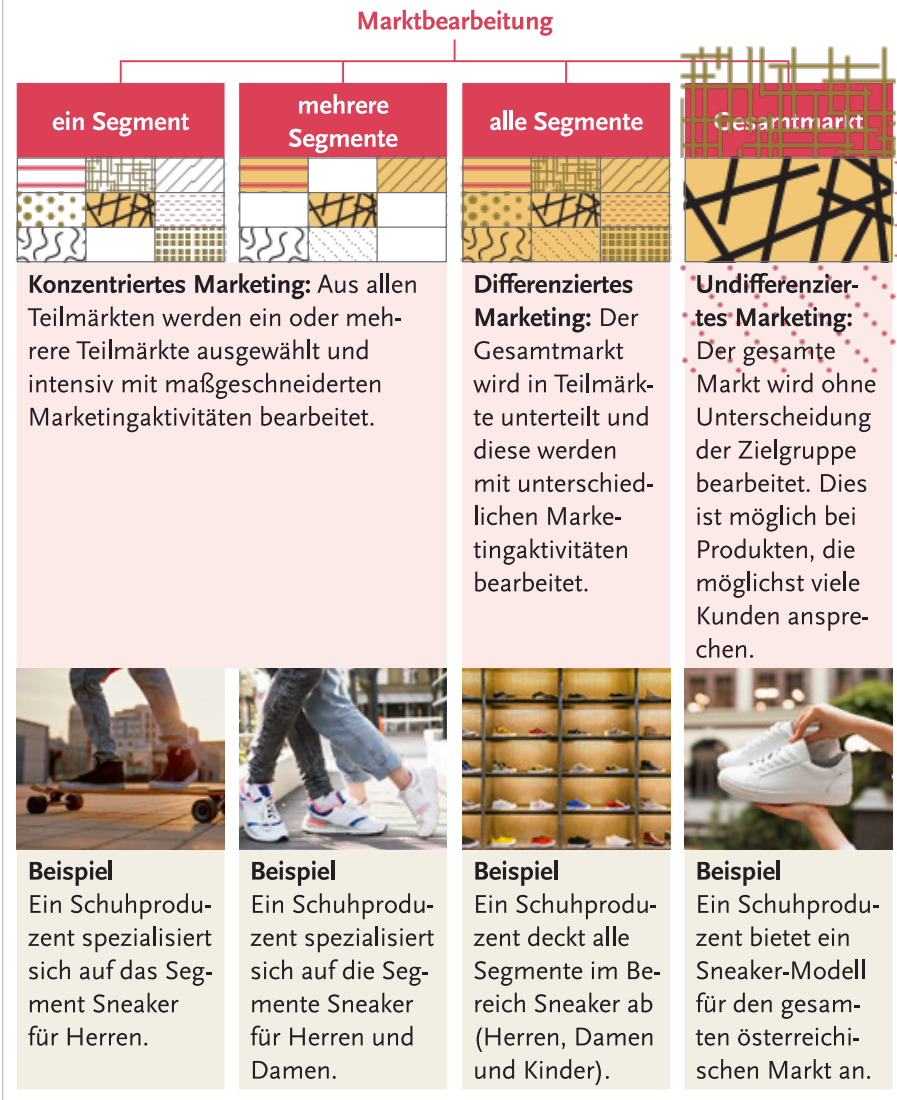 Marktbearbeitung
ein Segment
mehrere
Segmente
alle Segmente
Gesamtmarkt
Konzentriertes Marketing: Aus allen
Teilmärkten werden ein oder meh-
rere Teilmärkte ausgewählt und
intensiv mit maßgeschneiderten
Marketingaktivitäten bearbeitet.
Differenziertes
Marketing: Der
Gesamtmarkt
wird in Teilmärk-
te unterteilt und
diese werden
mit unterschied-
lichen Marke-
tingaktivitäten
bearbeitet.
Undifferenzier-
tes Marketing:
Der gesamte
Markt wird ohne
Unterscheidung
der Zielgruppe
bearbeitet. Dies
ist möglich bei
Produkten, die
möglichst viele
Kunden anspre-
chen.
Beispiel
Ein Schuhprodu-
zent spezialisiert
sich auf das Seg-
ment Sneaker
für Herren.
Beispiel
Ein Schuhprodu-
zent spezialisiert
sich auf die Seg-
mente Sneaker
für Herren und
Damen.
Beispiel
Ein Schuhprodu-
zent deckt alle
Segmente im Be-
reich Sneaker ab
(Herren, Damen
und Kinder).
Beispiel
Ein Schuhprodu-
zent bietet ein
Sneaker-Modell
für den gesam-
ten österreichi-
schen Markt an.